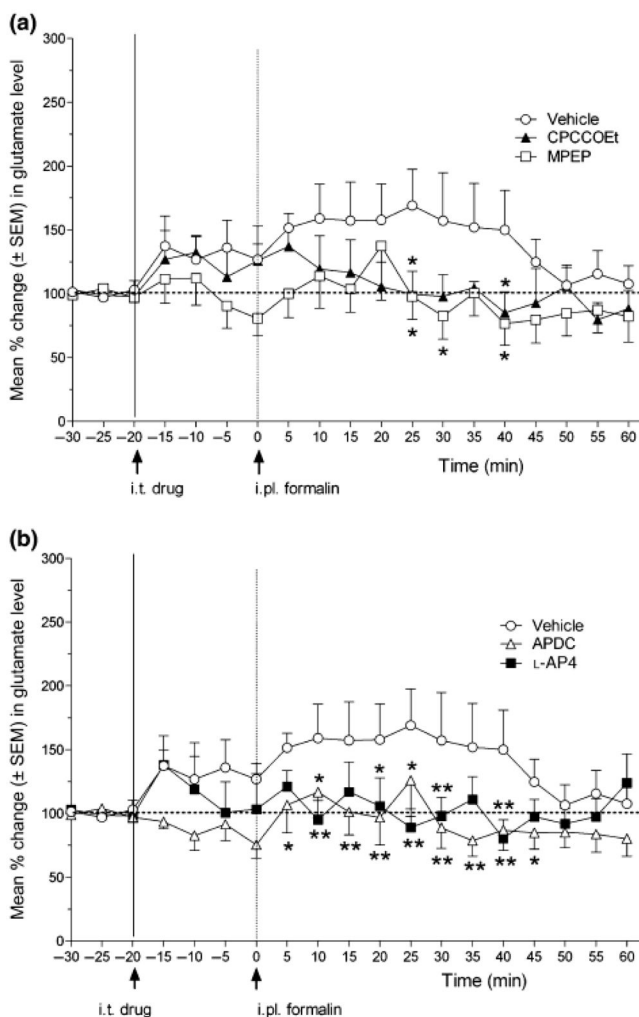 (a)
300
250
200
150
100
50
0
Mean % change (± SEM) in glutamate level
Vehicle
CPCCOEt
MPEP
*
*
*
*
*
–30 –25 –20 –15 –10 –5 0 5 10 15 20 25 30 35 40 45 50 55 60
Time (min)
i.t. drug
i.pl. formalin
(b)
300
250
200
150
100
50
0
Mean % change (± SEM) in glutamate level
Vehicle
APDC
L-AP4
* * * ** **
* ** ** ** ** ** ** ** *
–30 –25 –20 –15 –10 –5 0 5 10 15 20 25 30 35 40 45 50 55 60
Time (min)
i.t. drug
i.pl. formalin